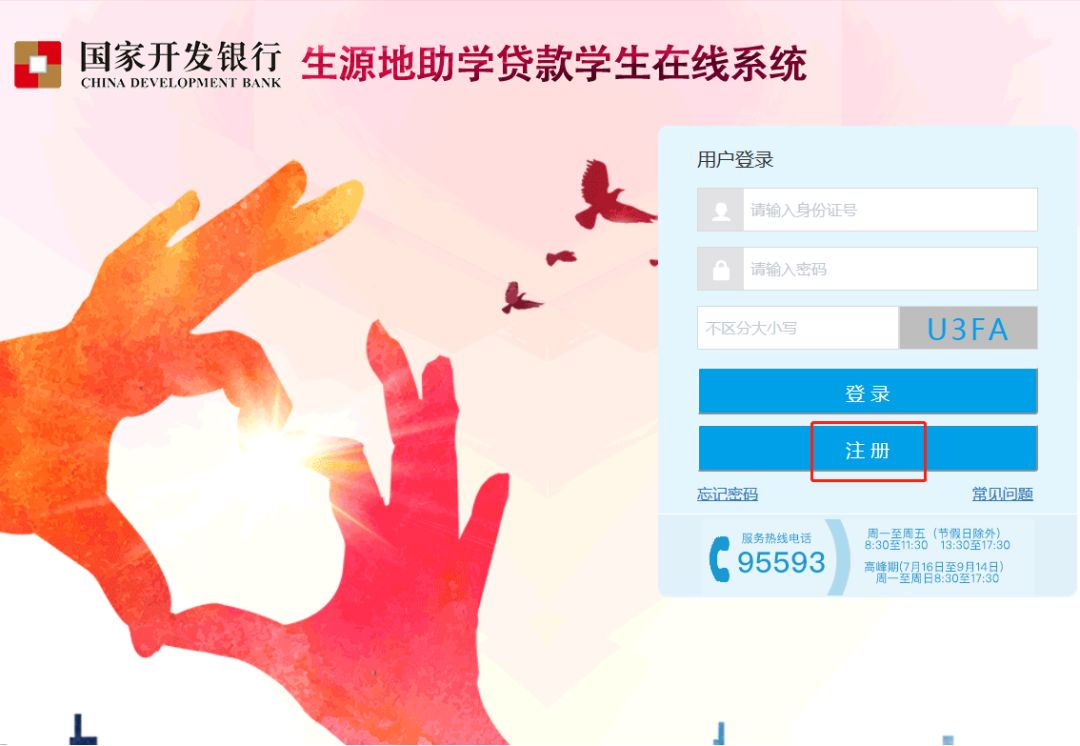 国家开发银行
CHINA DEVELOPMENT BANK
生源地助学贷款学生在线系统
用户登录
请输入身份证号
请输入密码
不区分大小写
U3FA
登 录
注 册
忘记密码
常见问题
服务热线电话
95593
周一至周五（节假日除外）
8:30至11:30 13:30至17:30
高峰期(7月16日至9月14日)
周一至周日8:30至17:30